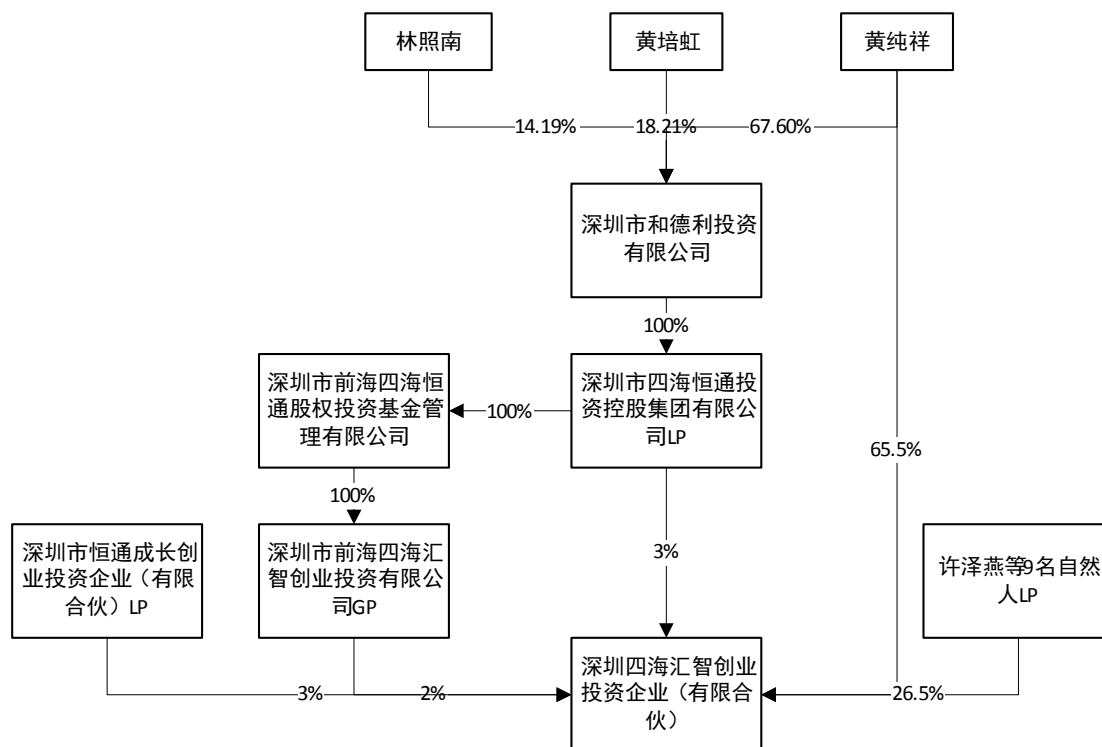 林照南
黄培虹
黄纯祥
14.19%
18.21%
67.60%
深圳市和德利投资
有限公司
100%
深圳市前海四海恒
通股权投资基金管
理有限公司
100%
深圳市四海恒通投
资控股集团有限公
司LP
65.5%
100%
3%
深圳市恒通成长创
业投资企业（有限
合伙）LP
深圳市前海四海汇
智创业投资有限公
司GP
许泽燕等9名自然
人LP
深圳四海汇智创业
投资企业（有限合
伙）
3%
2%
26.5%